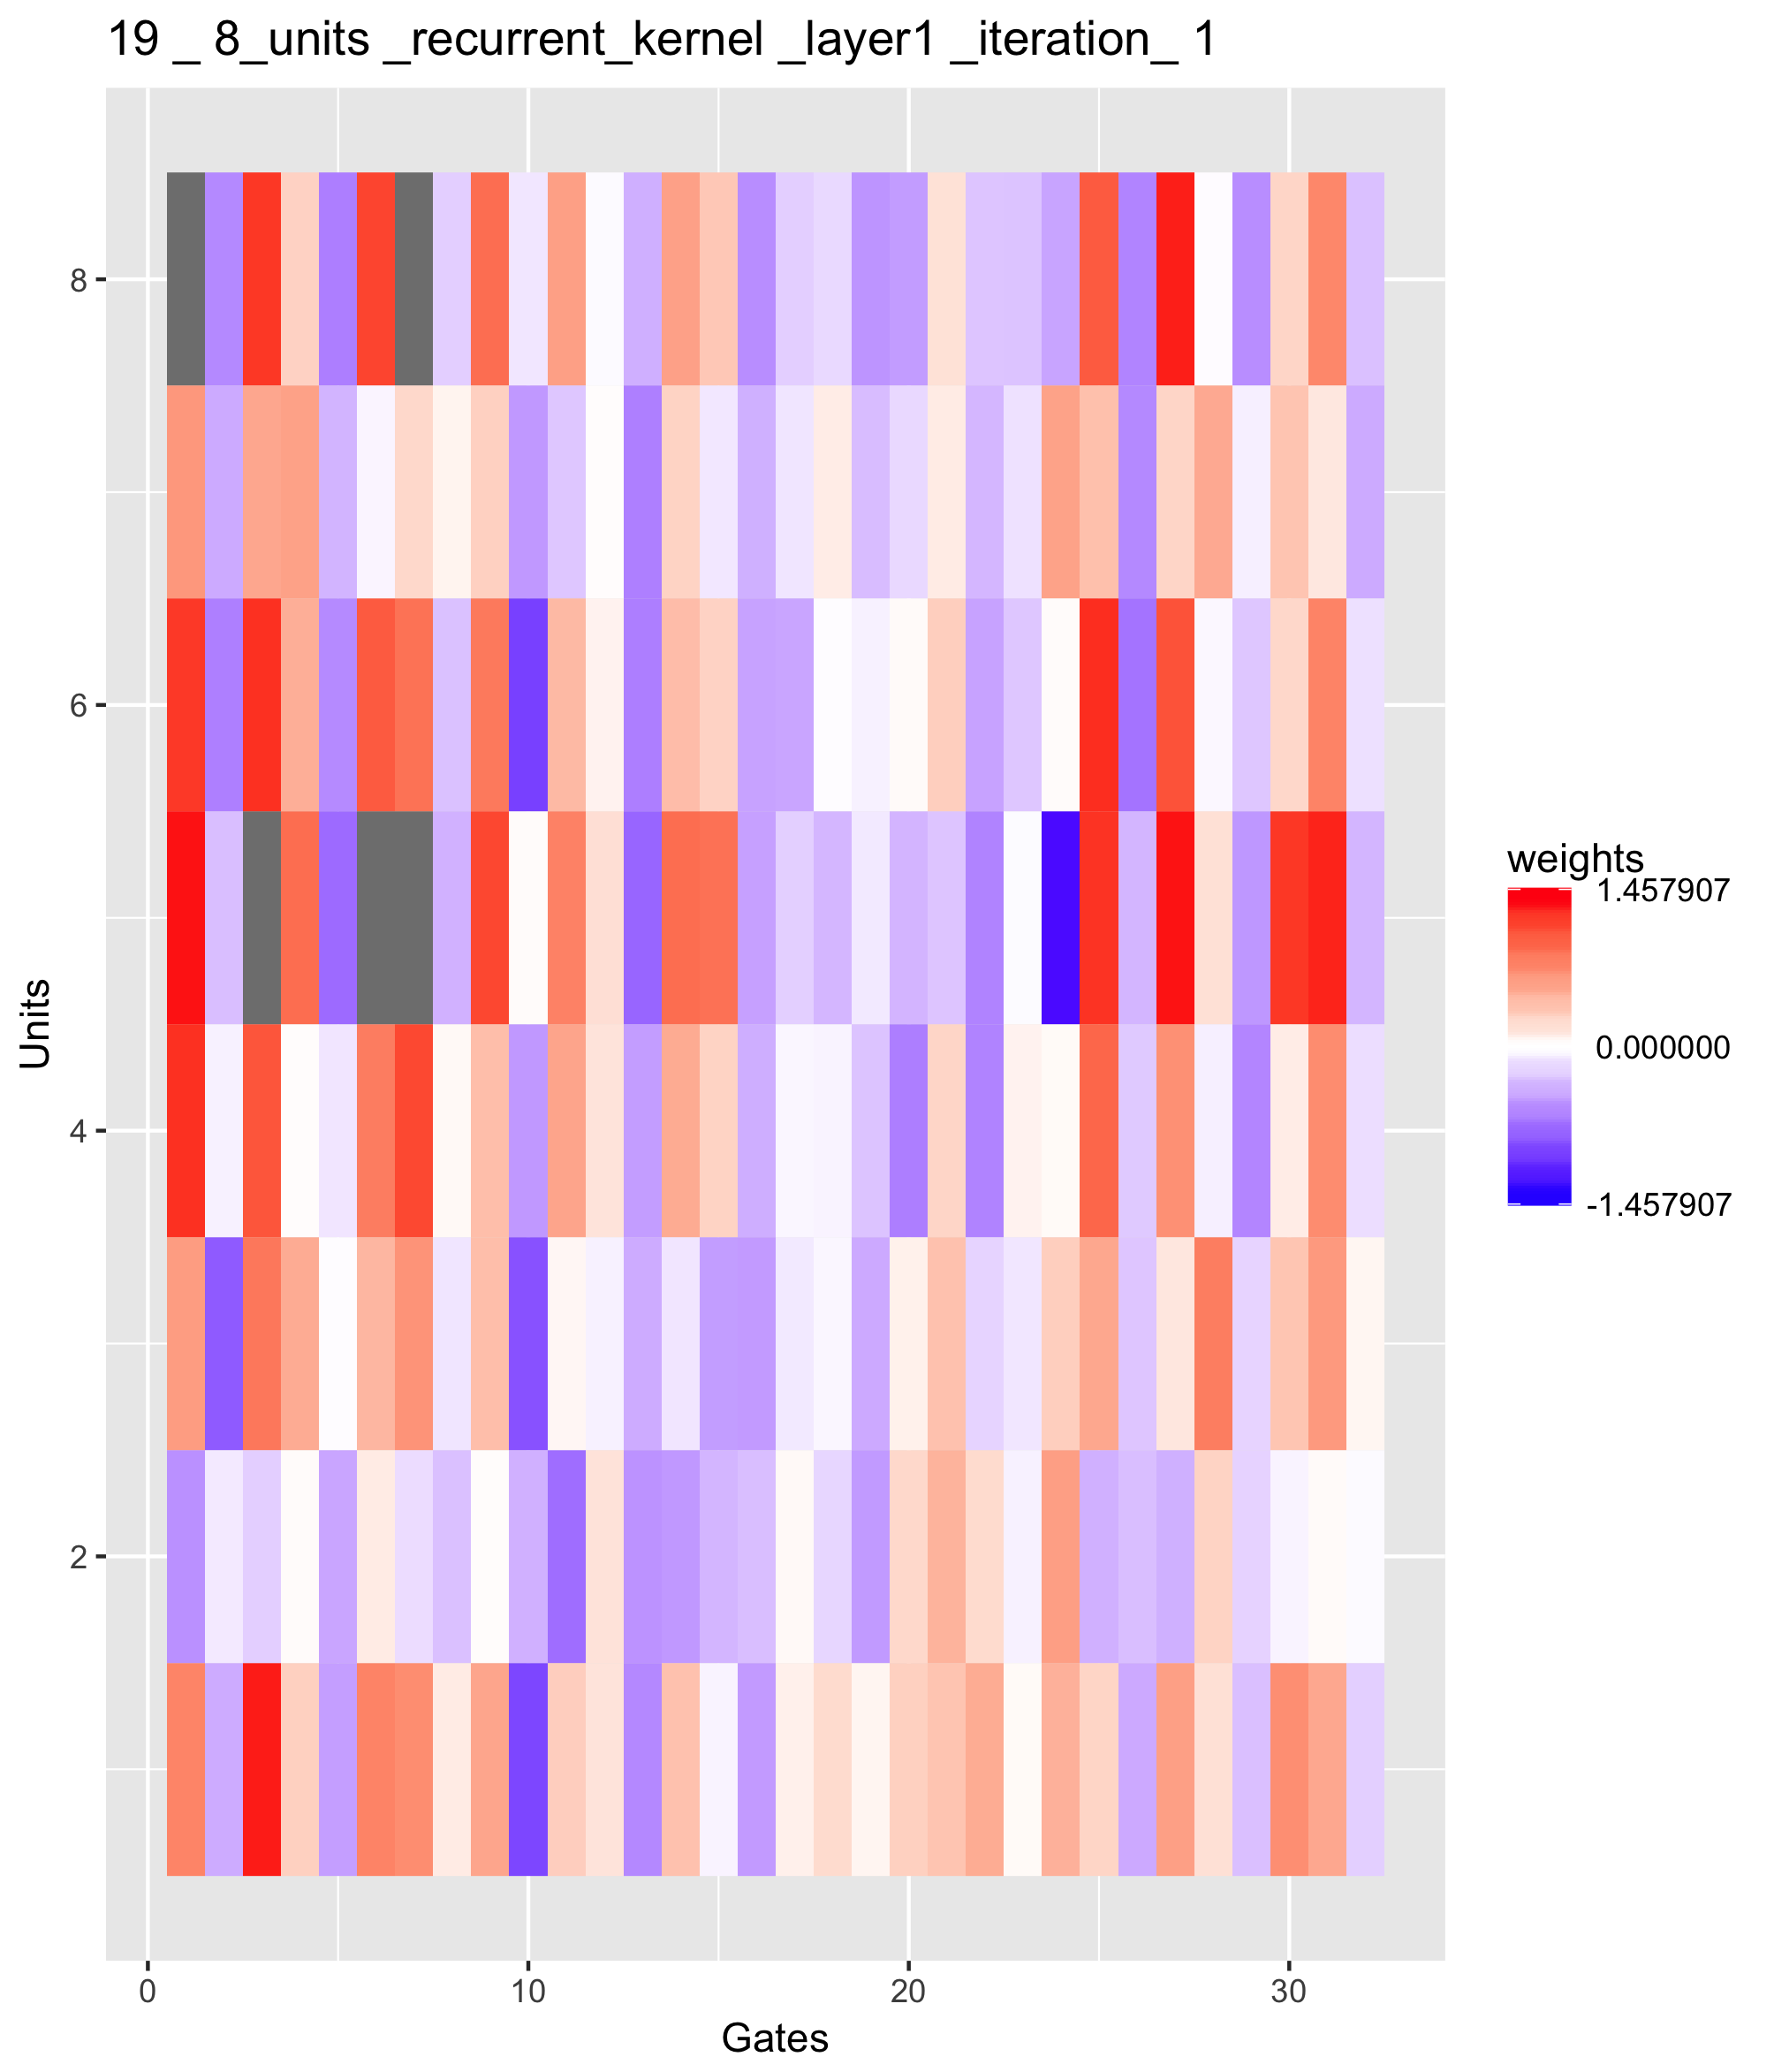 19 _ 8_units _recurrent_kernel _layer1 _iteration_ 1
8
6
4
2
Units
0 10 20 30
Gates
weights
1.457907
0.000000
-1.457907